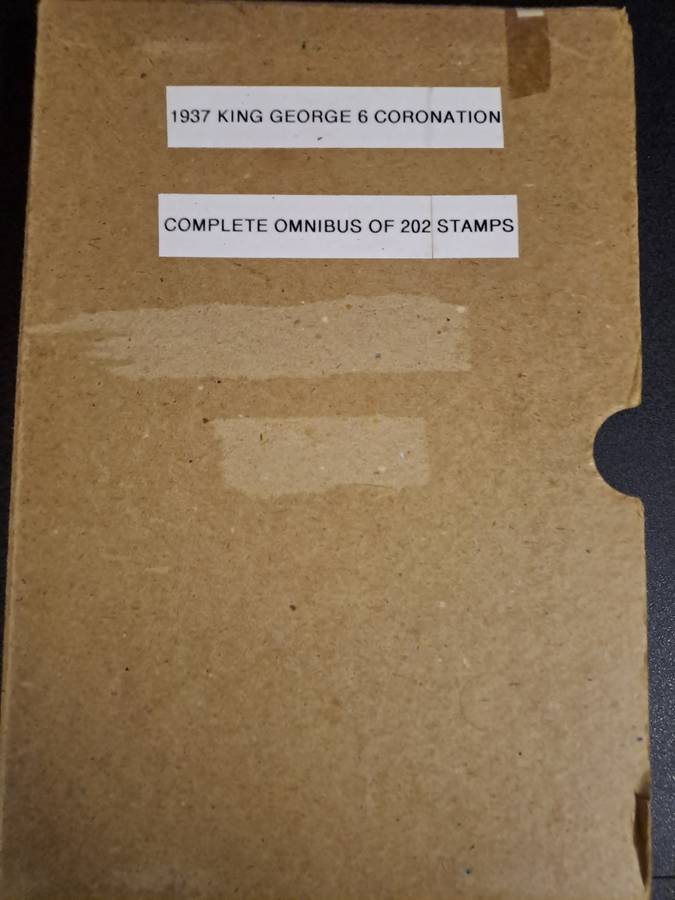 1937 KING GEORGE 6 CORONATION
COMPLETE OMNIBUS OF 202 STAMPS